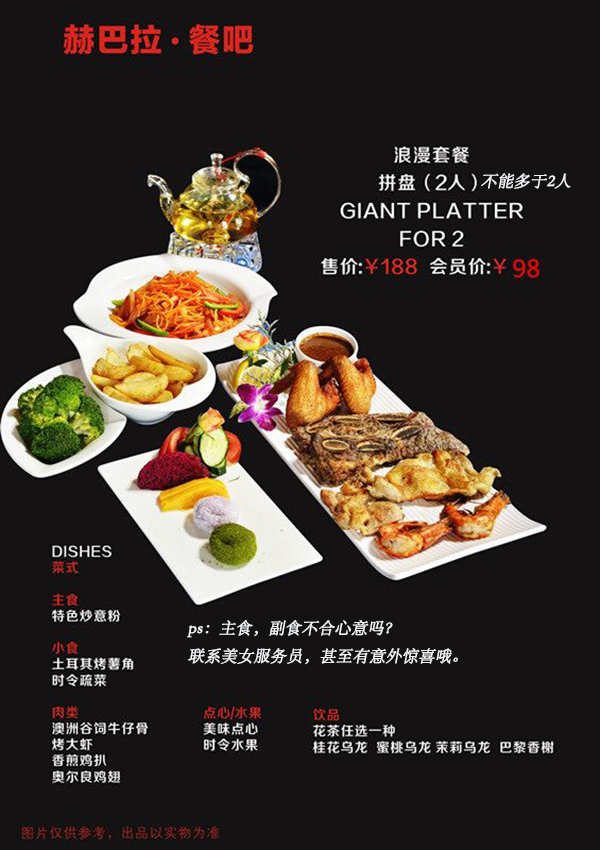 赫巴拉·餐吧
浪漫套餐
拼盘（2人）不能多于2人
GIANT PLATTER
FOR 2
售价:￥188 会员价:￥98
DISHES
菜式
主食
特色炒意粉
小食
土耳其烤薯角
时令疏菜
肉类
澳洲谷饲牛仔骨
烤大虾
香煎鸡扒
奥尔良鸡翅
ps：主食，副食不合心意吗？
联系美女服务员，甚至有意外惊喜哦。
点心/水果
美味点心
时令水果
饮品
花茶任选一种
桂花乌龙 蜜桃乌龙 茉莉乌龙 巴黎香榭
图片仅供参考，出品以实物为准